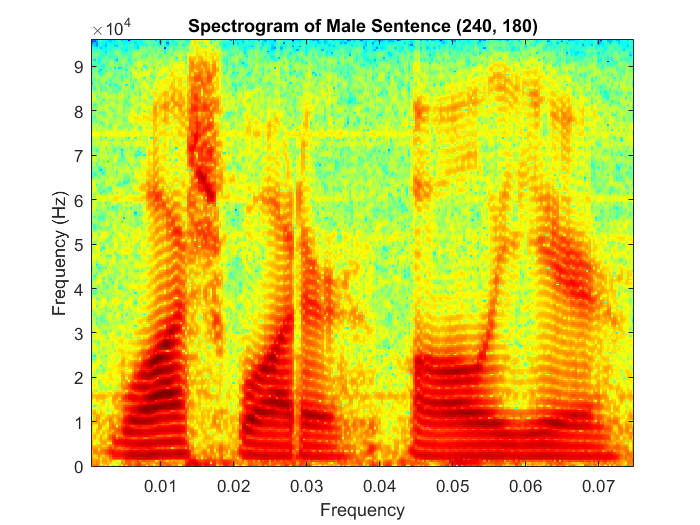 Spectrogram of Male Sentence (240, 180)
×10⁴
9
8
7
6
5
4
3
2
1
0
Frequency (Hz)
0.01 0.02 0.03 0.04 0.05 0.06 0.07
Frequency